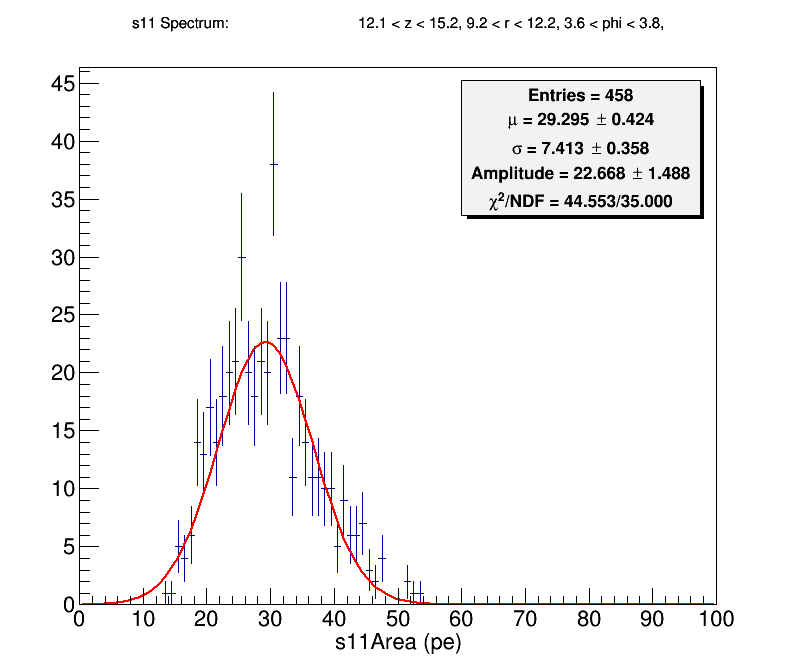 s11 Spectrum: 12.1 < z < 15.2, 9.2 < r < 12.2, 3.6 < phi < 3.8,
Entries = 458
μ = 29.295 ± 0.424
σ = 7.413 ± 0.358
Amplitude = 22.668 ± 1.488
χ²/NDF = 44.553/35.000
45
40
35
30
25
20
15
10
5
0
0 10 20 30 40 50 60 70 80 90 100
s11Area (pe)